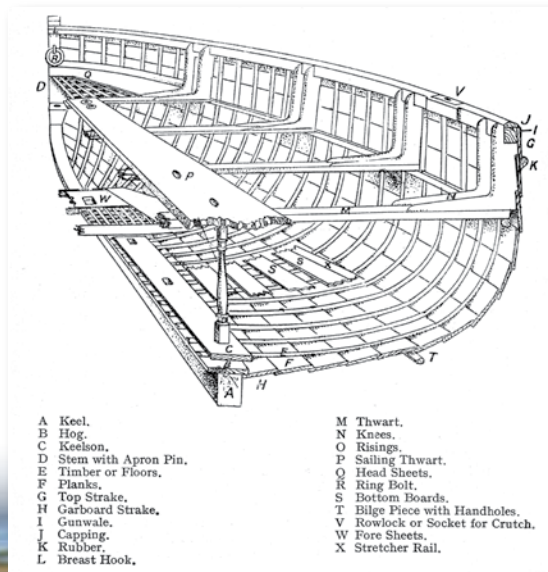 R
Q
D
V
J
I
G
K
P
W
M
N
S
S
C
E
F
T
A
H
A Keel.
B Hog.
C Keelson.
D Stem with Apron Pin.
E Timber or Floors.
F Planks.
G Top Strake.
H Garboard Strake.
I Gunwale.
J Capping.
K Rubber.
L Breast Hook.
M Thwart.
N Knees.
O Risings.
P Sailing Thwart.
Q Head Sheets.
R Ring Bolt.
S Bottom Boards.
T Bilge Piece with Handholes.
V Rowlock or Socket for Crutch.
W Fore Sheets.
X Stretcher Rail.